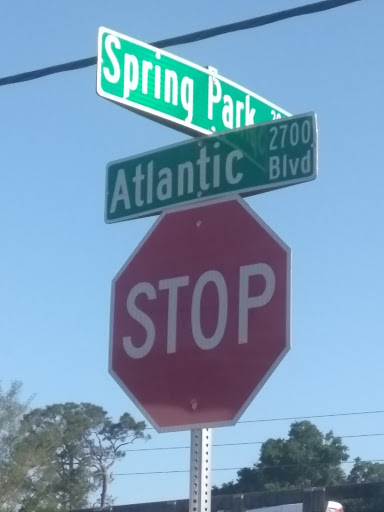 Spring Park
Atlantic 2700 Blvd
STOP